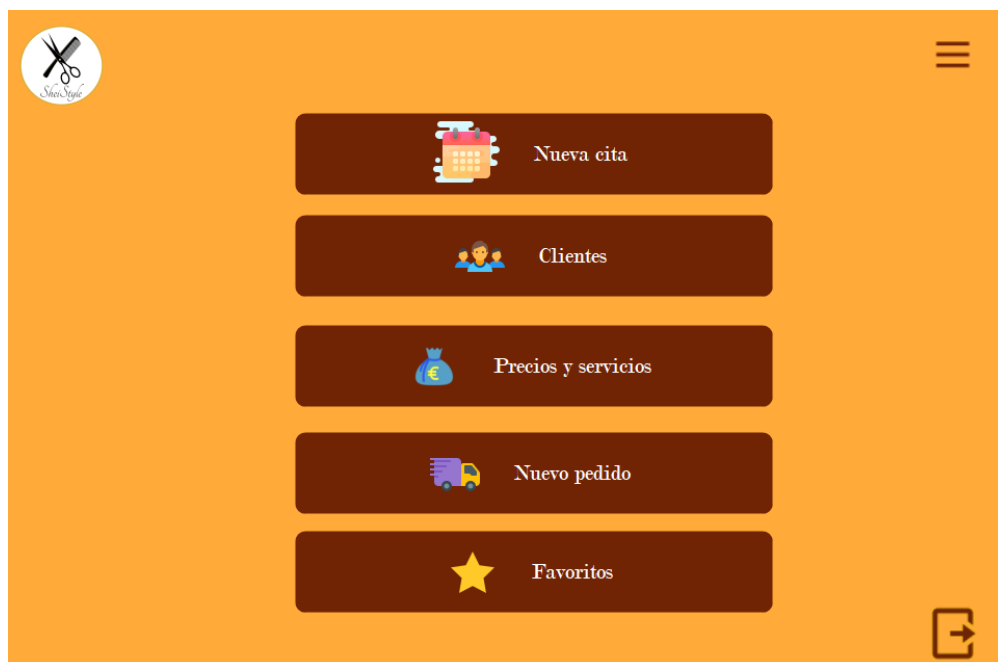 SheiStyle
Nueva cita
Clientes
Precios y servicios
Nuevo pedido
Favoritos